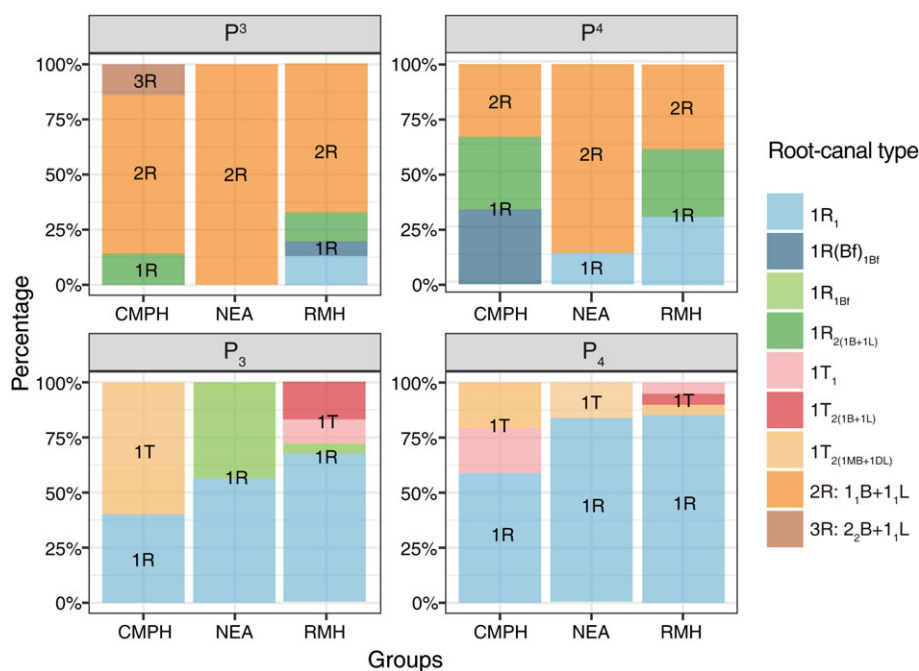 P³ P⁴
100% 100%
75% 75%
50% 50%
25% 25%
0% 0%
3R
2R
1R
2R
2R
1R
2R
1R
2R
1R
2R
1R
CMPH NEA RMH CMPH NEA RMH
P₃ P₄
100% 100%
75% 75%
50% 50%
25% 25%
0% 0%
1T
1R
1R
1T
1R
1T
1R
1T
1R
1T
1R
CMPH NEA RMH CMPH NEA RMH
Percentage
Groups
Root-canal type
1R₁
1R(Bf)1Bf
1R1Bf
1R2(1B+1L)
1T₁
1T2(1B+1L)
1T2(1MB+1DL)
2R: 1₁B+1₁L
3R: 2₂B+1₁L